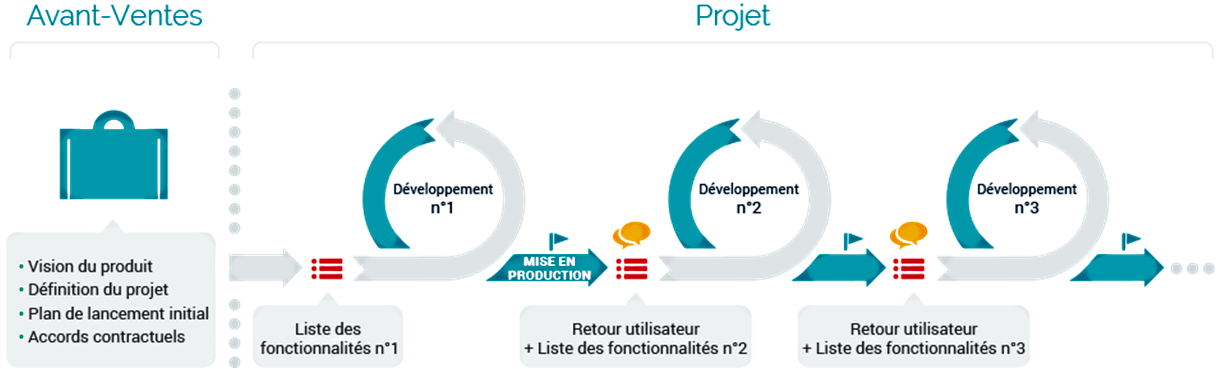 Avant-Ventes
Projet
• Vision du produit
• Définition du projet
• Plan de lancement initial
• Accords contractuels
Développement
n°1
MISE EN
PRODUCTION
Liste des
fonctionnalités n°1
Développement
n°2
Retour utilisateur
+ Liste des fonctionnalités n°2
Développement
n°3
Retour utilisateur
+ Liste des fonctionnalités n°3